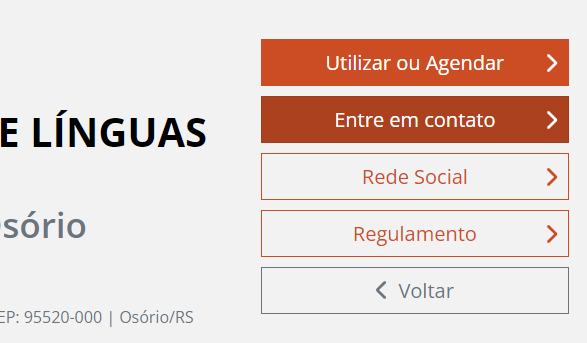 Utilizar ou Agendar
Entre em contato
E LÍNGUAS
Rede Social
sório
Regulamento
Voltar
EP: 95520-000 | Osório/RS